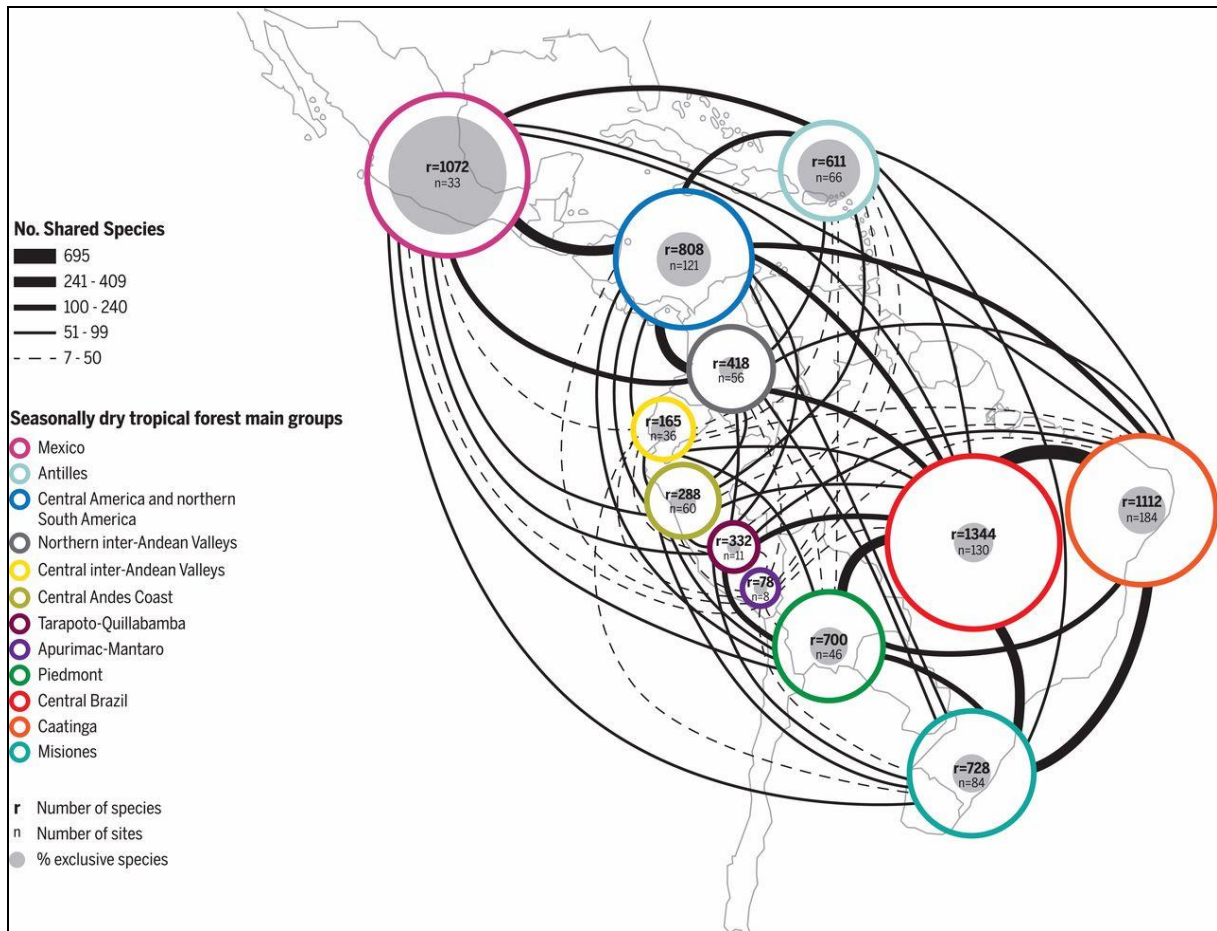 No. Shared Species
695
241 - 409
100 - 240
51 - 99
7 - 50
Seasonally dry tropical forest main groups
Mexico
Antilles
Central America and northern
South America
Northern inter-Andean Valleys
Central inter-Andean Valleys
Central Andes Coast
Tarapoto-Quillabamba
Apurimac-Mantaro
Piedmont
Central Brazil
Caatinga
Misiones
r Number of species
n Number of sites
% exclusive species
r=1072
n=33
r=611
n=66
r=808
n=121
r=418
n=56
r=165
n=36
r=288
n=60
r=332
n=11
r=78
n=8
r=700
n=46
r=1344
n=130
r=1112
n=184
r=728
n=84